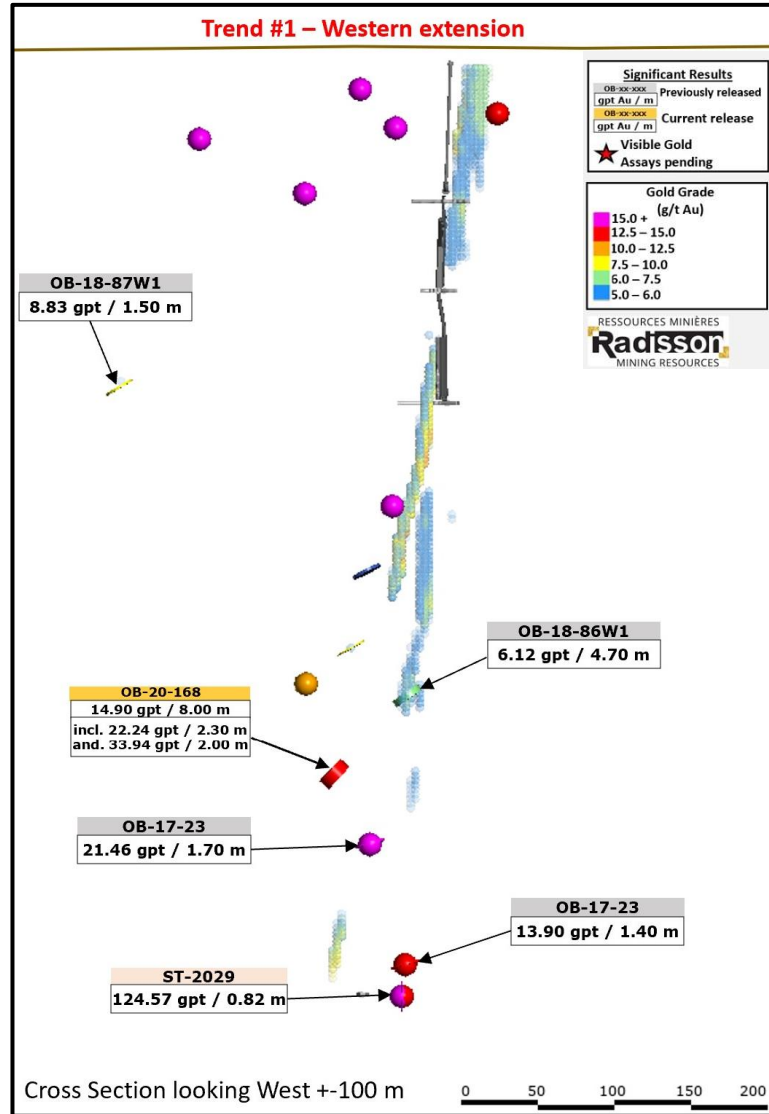 Trend #1 – Western extension
Significant Results
OB-xx-xxx
gpt Au / m
Previously released
OB-xx-xxx
gpt Au / m
Current release
Visible Gold
Assays pending
Gold Grade
(g/t Au)
15.0 +
12.5 – 15.0
10.0 – 12.5
7.5 – 10.0
6.0 – 7.5
5.0 – 6.0
RESSOURCES MINIÈRES
Radisson
MINING RESOURCES
OB-18-87W1
8.83 gpt / 1.50 m
OB-18-86W1
6.12 gpt / 4.70 m
OB-20-168
14.90 gpt / 8.00 m
incl. 22.24 gpt / 2.30 m
and. 33.94 gpt / 2.00 m
OB-17-23
21.46 gpt / 1.70 m
OB-17-23
13.90 gpt / 1.40 m
ST-2029
124.57 gpt / 0.82 m
Cross Section looking West +-100 m
0 50 100 150 200